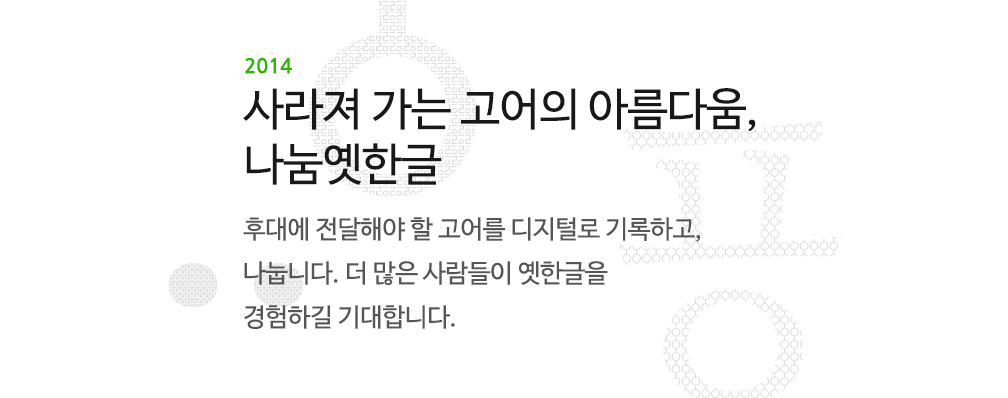 2014
사라져 가는 고어의 아름다움,
나눔옛한글
후대에 전달해야 할 고어를 디지털로 기록하고,
나눕니다. 더 많은 사람들이 옛한글을
경험하길 기대합니다.